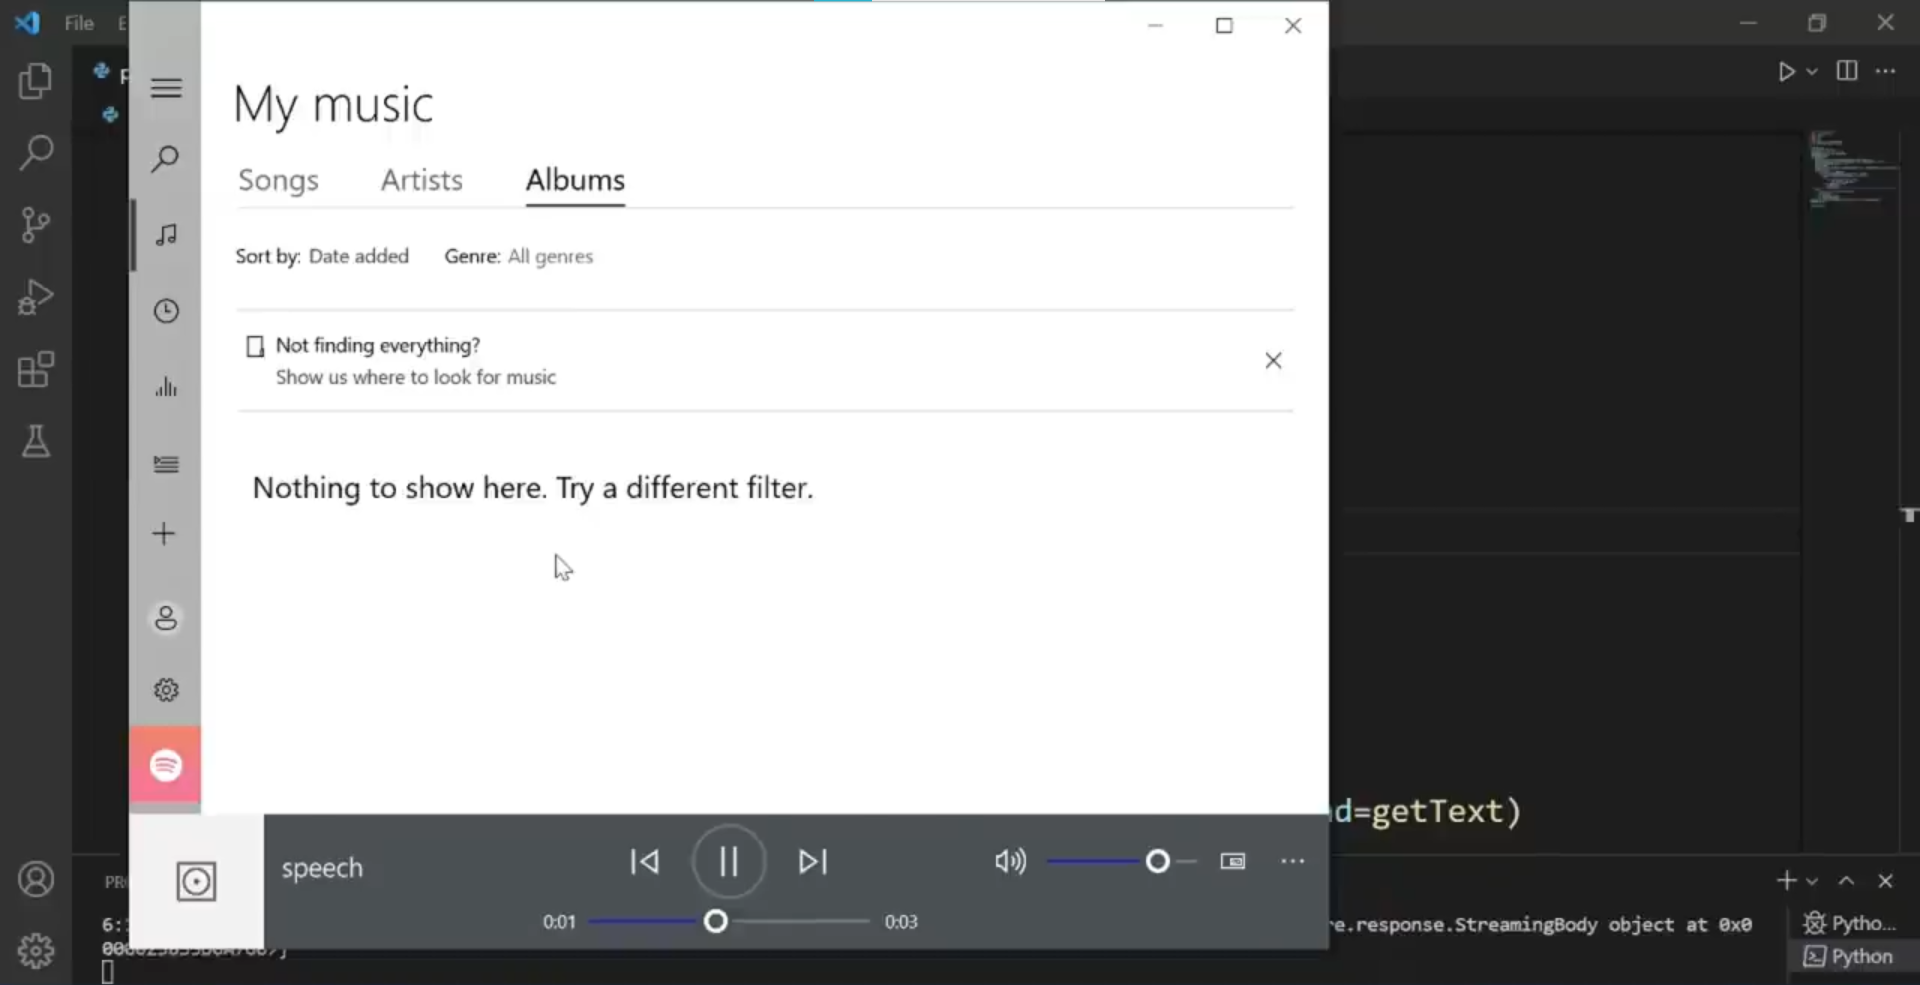 File
My music
Songs Artists Albums
Sort by: Date added Genre: All genres
Not finding everything?
Show us where to look for music
Nothing to show here. Try a different filter.
d=getText)
speech
0:01 0:03
e.response.StreamingBody object at 0x0
Pytho...
Python